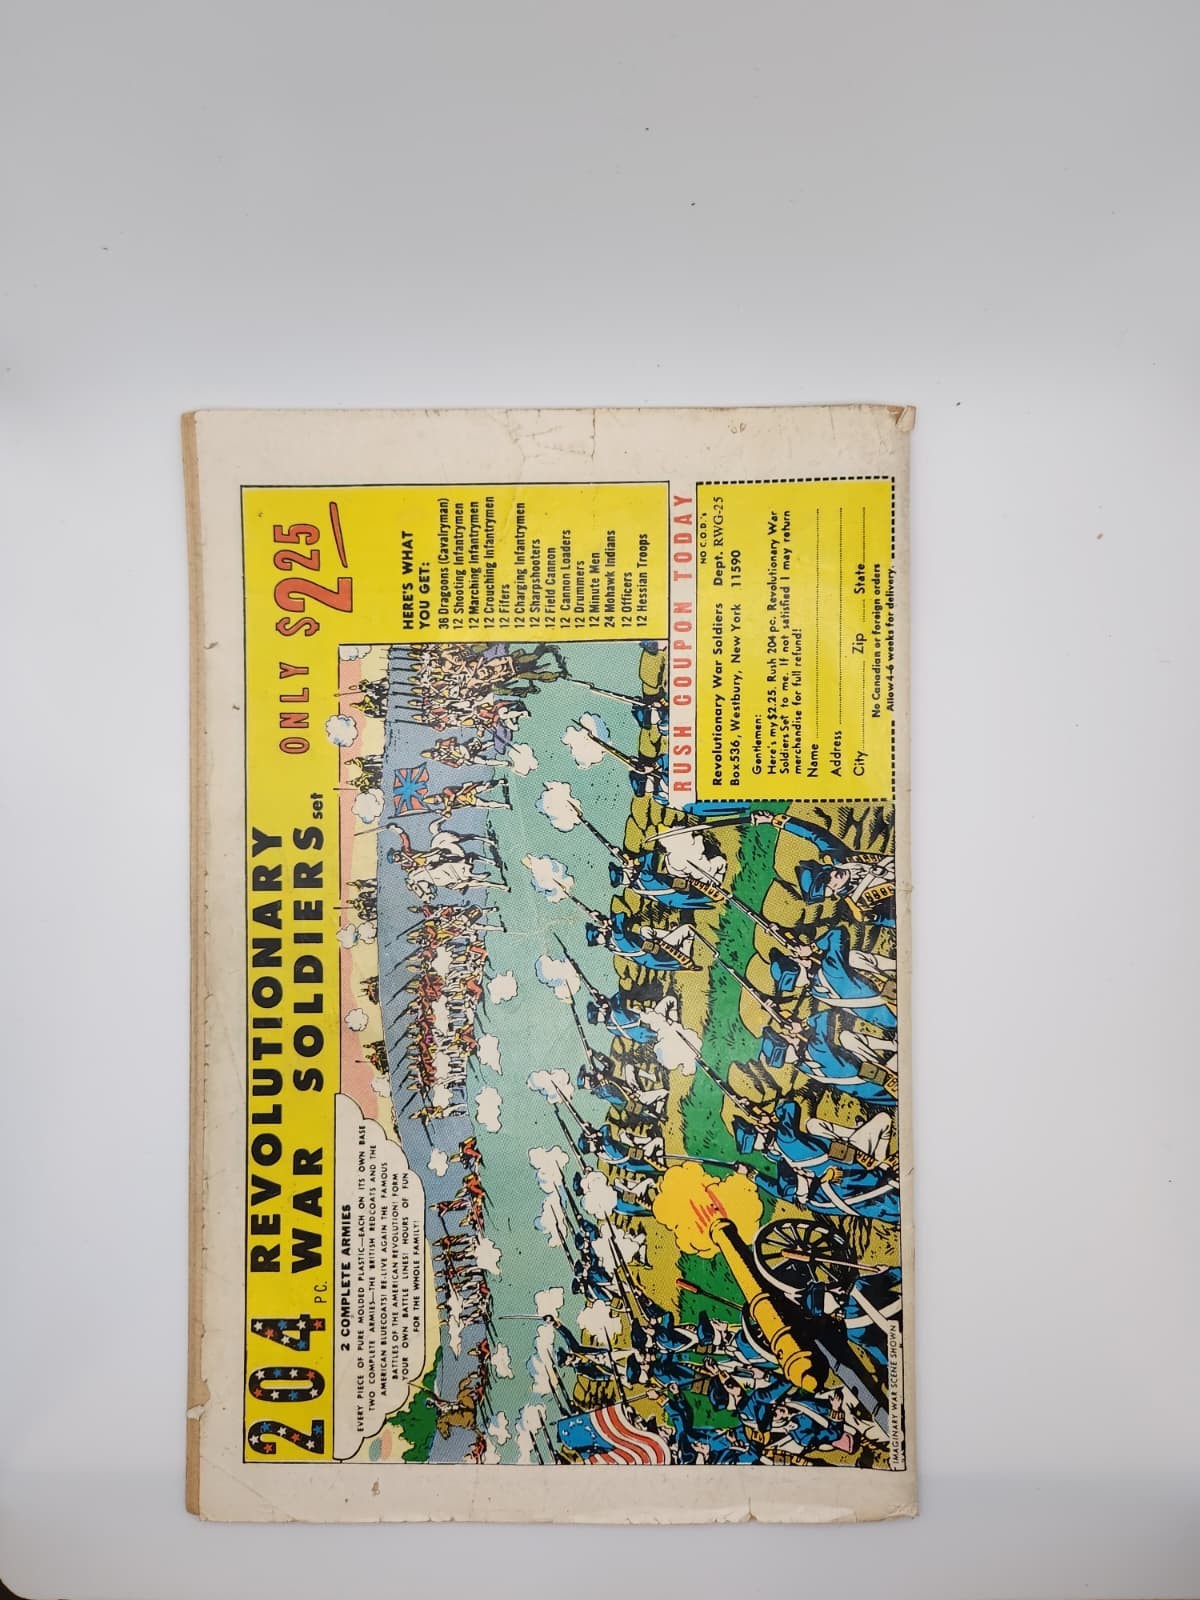 204 REVOLUTIONARY
PC. WAR SOLDIERS set
ONLY $2.25
2 COMPLETE ARMIES
EVERY PIECE OF PURE MOLDED PLASTIC—EACH ON ITS OWN BASE
TWO COMPLETE ARMIES—THE BRITISH REDCOATS AND THE
AMERICAN BLUECOATS! RE-LIVE AGAIN THE FAMOUS
BATTLES OF THE AMERICAN REVOLUTION! FORM
YOUR OWN BATTLE LINES! HOURS OF FUN
FOR THE WHOLE FAMILY!
HERE'S WHAT
YOU GET:
36 Dragoons (Cavalryman)
12 Shooting Infantrymen
12 Marching Infantrymen
12 Crouching Infantrymen
12 Fifers
12 Charging Infantrymen
12 Sharpshooters
12 Field Cannon
12 Cannon Loaders
12 Drummers
12 Minute Men
24 Mohawk Indians
12 Officers
12 Hessian Troops
RUSH COUPON TODAY
NO C.O.D.'s
Revolutionary War Soldiers Dept. RWG-25
Box 536, Westbury, New York 11590
Gentlemen:
Here's my $2.25. Rush 204 pc. Revolutionary War
Soldiers Set to me. If not satisfied I may return
merchandise for full refund!
Name
Address
City Zip State
No Canadian or foreign orders
Allow 4-6 weeks for delivery.
IMAGINARY WAR SCENE SHOWN